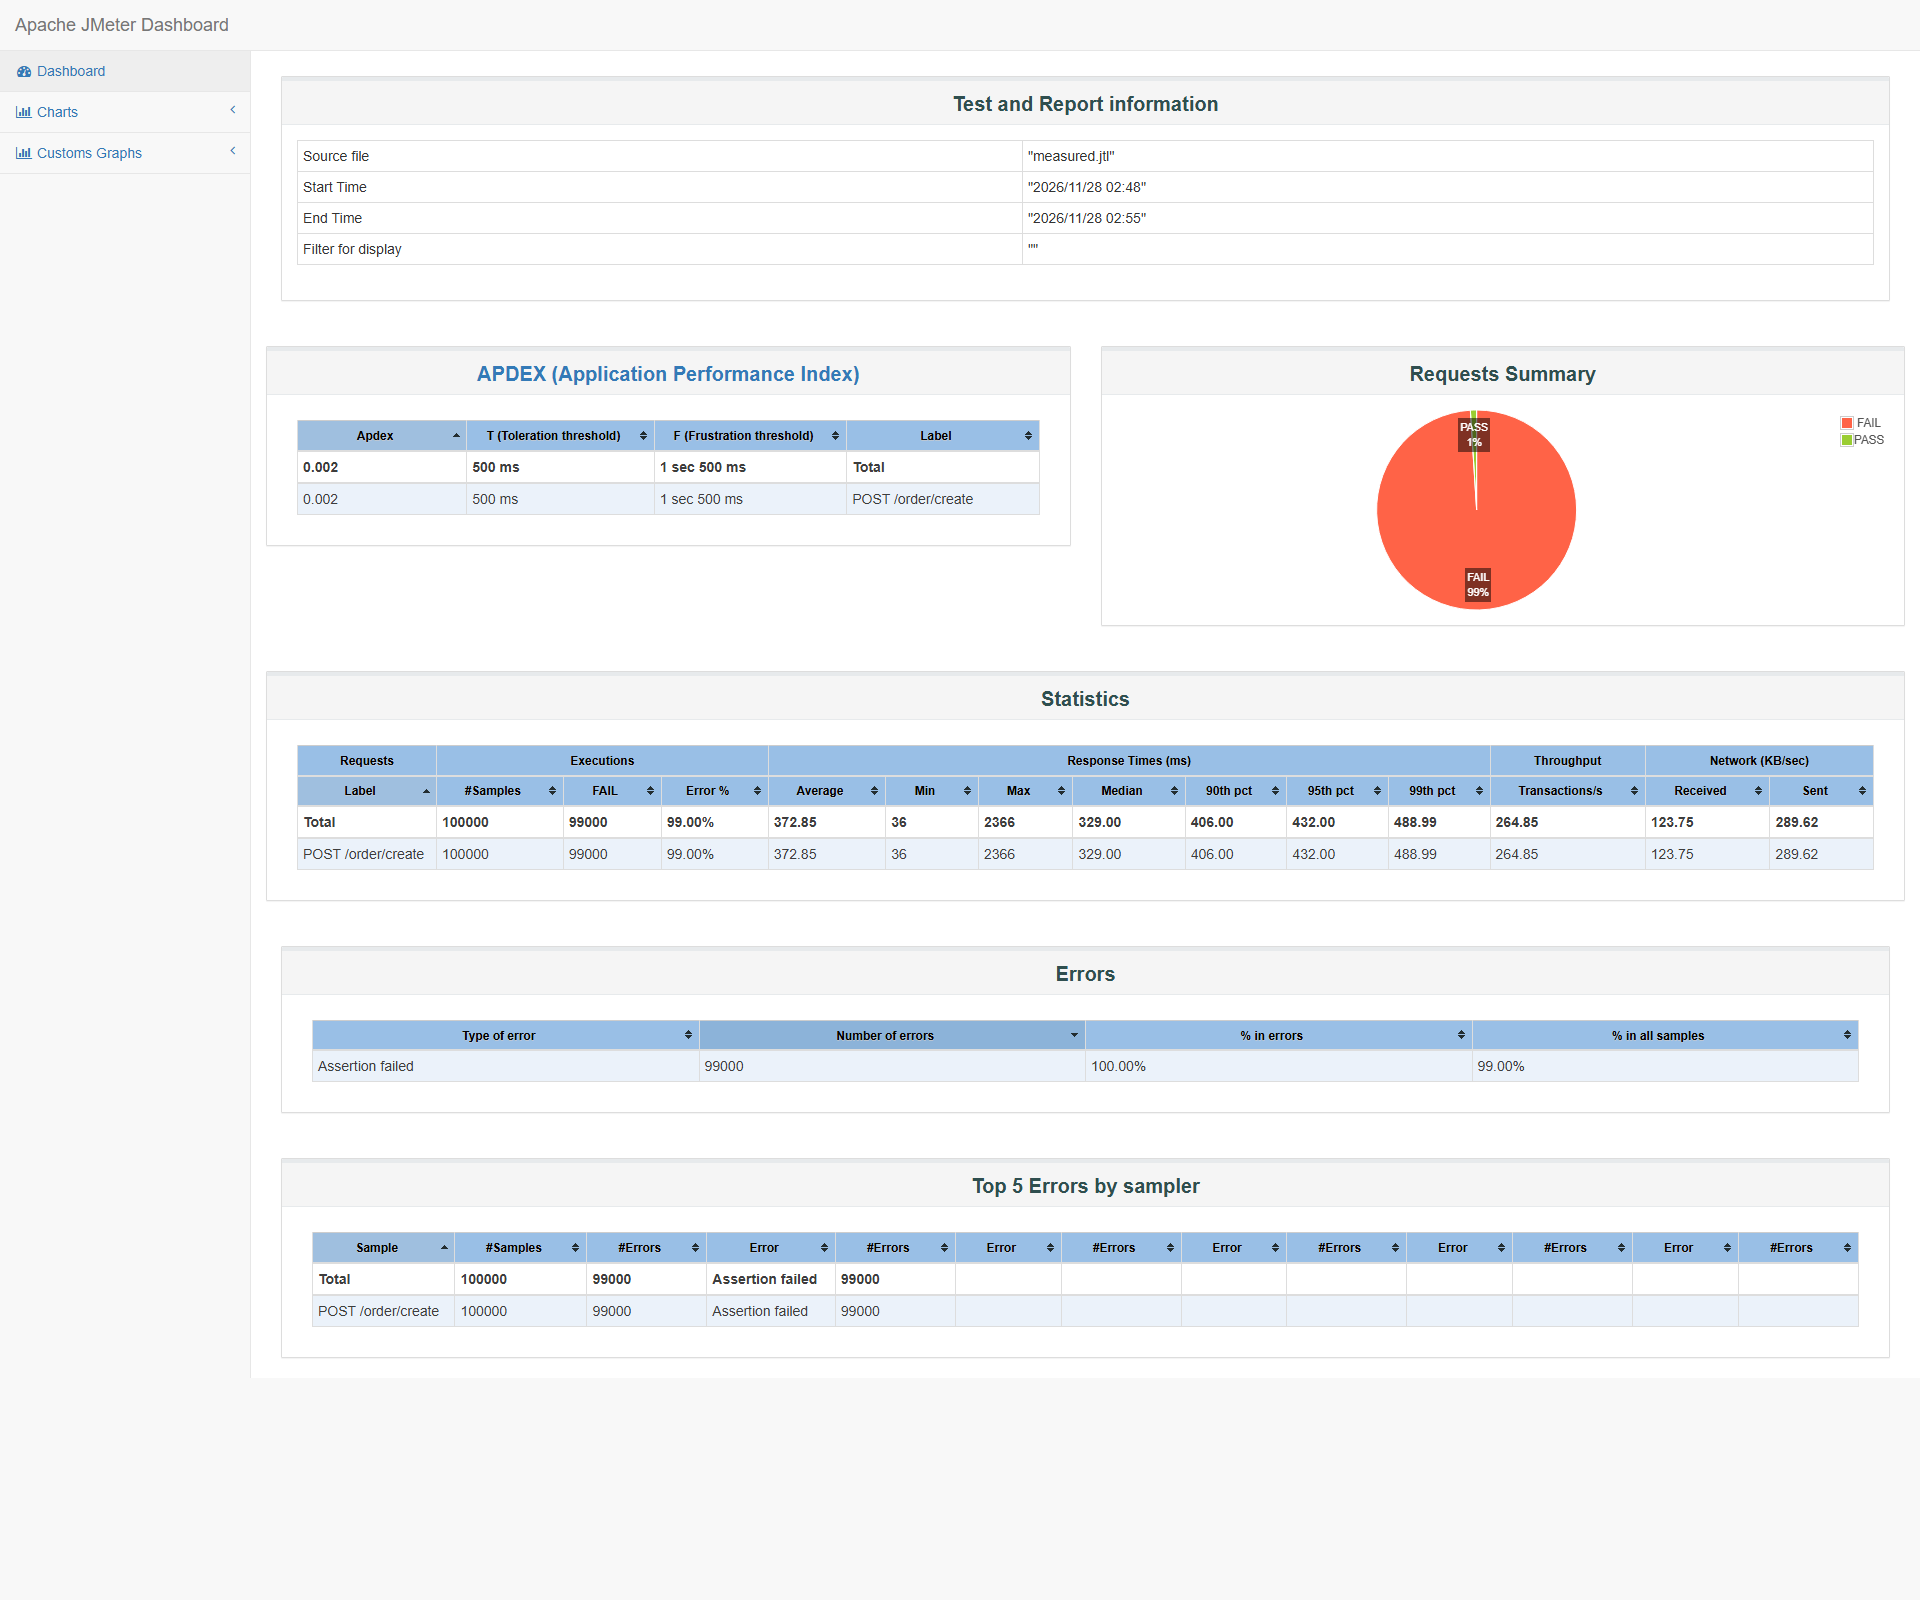 Apache JMeter Dashboard
Dashboard
Charts
Customs Graphs
Test and Report information
Source file "measured.jtl"
Start Time "2026/11/28 02:48"
End Time "2026/11/28 02:55"
Filter for display ""
APDEX (Application Performance Index)
Apdex T (Toleration threshold) F (Frustration threshold) Label
0.002 500 ms 1 sec 500 ms Total
0.002 500 ms 1 sec 500 ms POST /order/create
Requests Summary
PASS
1%
FAIL
99%
FAIL
PASS
Statistics
Requests Executions Response Times (ms) Throughput Network (KB/sec)
Label #Samples FAIL Error % Average Min Max Median 90th pct 95th pct 99th pct Transactions/s Received Sent
Total 100000 99000 99.00% 372.85 36 2366 329.00 406.00 432.00 488.99 264.85 123.75 289.62
POST /order/create 100000 99000 99.00% 372.85 36 2366 329.00 406.00 432.00 488.99 264.85 123.75 289.62
Errors
Type of error Number of errors % in errors % in all samples
Assertion failed 99000 100.00% 99.00%
Top 5 Errors by sampler
Sample #Samples #Errors Error #Errors Error #Errors Error #Errors Error #Errors Error #Errors
Total 100000 99000 Assertion failed 99000
POST /order/create 100000 99000 Assertion failed 99000